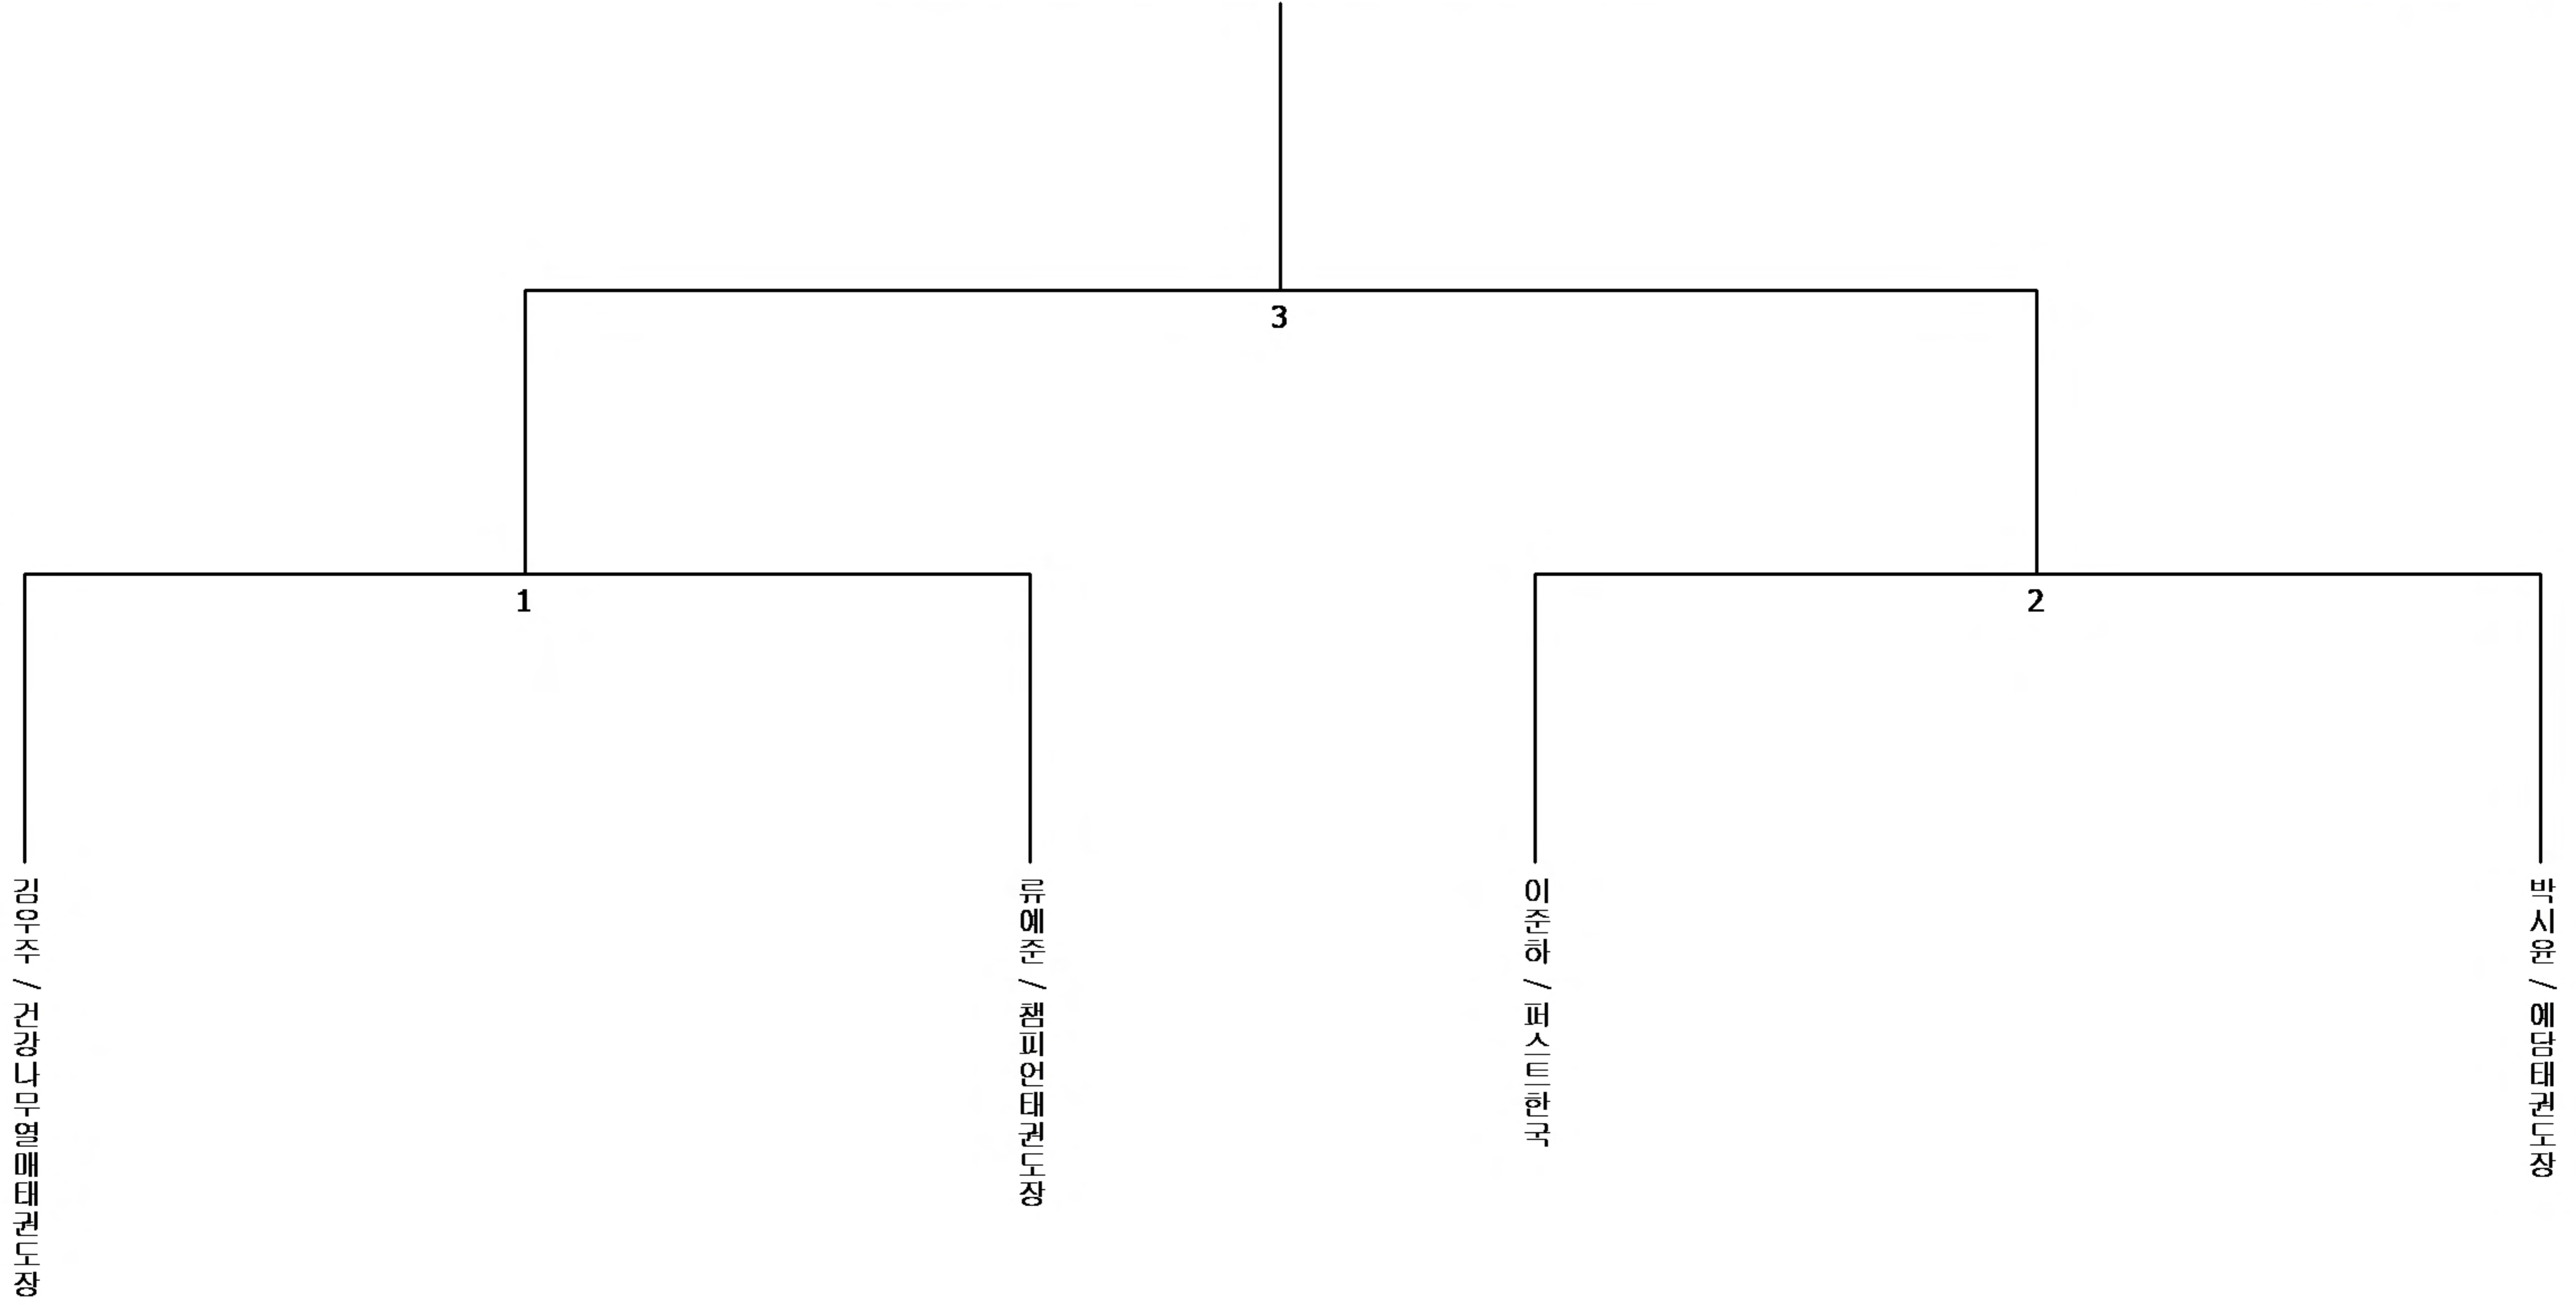 3
1
2
김우주 / 건강나무열매태권도장
류예준 / 챔피언태권도장
이준하 / 퍼스트한국
박시윤 / 예담태권도장